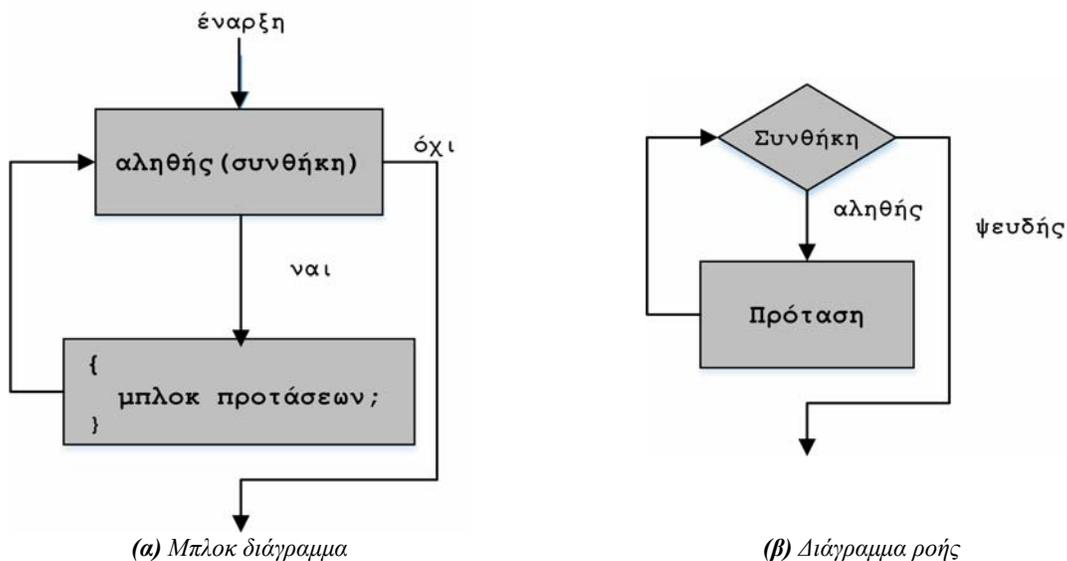 έναρξη
αληθής(συνθήκη)
όχι
ναι
{
μπλοκ προτάσεων;
}
(α) Μπλοκ διάγραμμα
Συνθήκη
αληθής
ψευδής
Πρόταση
(β) Διάγραμμα ροής